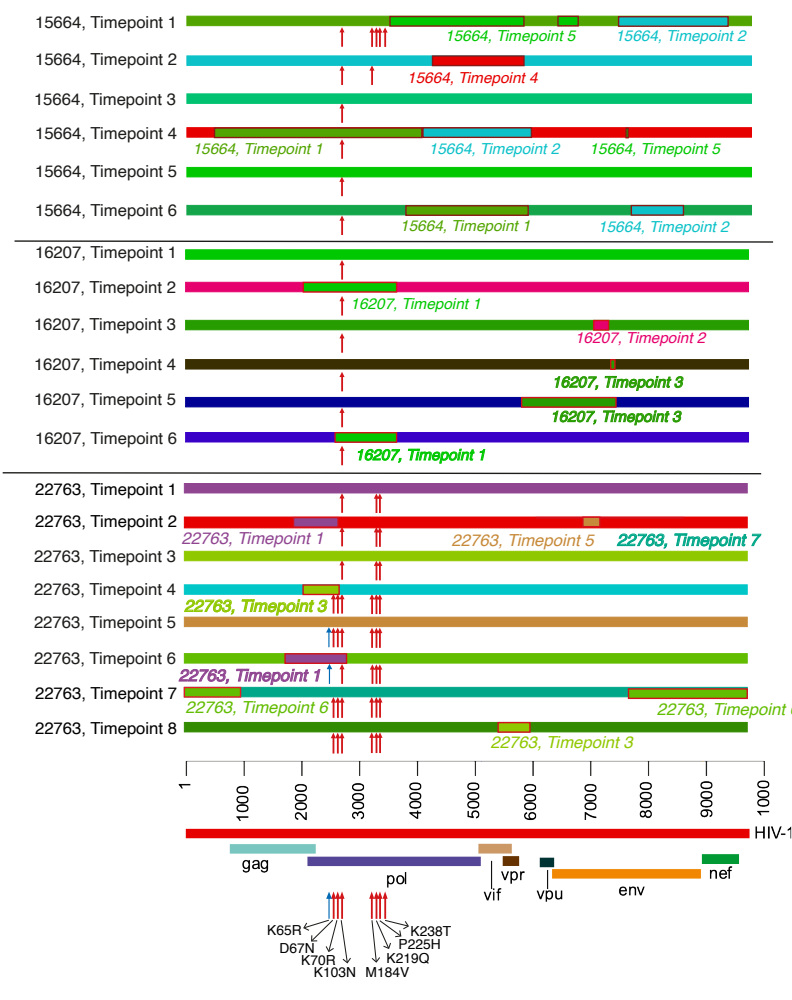 15664, Timepoint 1
15664, Timepoint 5
15664, Timepoint 2
15664, Timepoint 2
15664, Timepoint 4
15664, Timepoint 3
15664, Timepoint 4
15664, Timepoint 1
15664, Timepoint 2
15664, Timepoint 5
15664, Timepoint 5
15664, Timepoint 6
15664, Timepoint 1
15664, Timepoint 2
16207, Timepoint 1
16207, Timepoint 2
16207, Timepoint 1
16207, Timepoint 3
16207, Timepoint 2
16207, Timepoint 4
16207, Timepoint 3
16207, Timepoint 5
16207, Timepoint 3
16207, Timepoint 6
16207, Timepoint 1
22763, Timepoint 1
22763, Timepoint 2
22763, Timepoint 1
22763, Timepoint 5
22763, Timepoint 7
22763, Timepoint 3
22763, Timepoint 4
22763, Timepoint 3
22763, Timepoint 5
22763, Timepoint 6
22763, Timepoint 1
22763, Timepoint 7
22763, Timepoint 6
22763, Timepoint
22763, Timepoint 8
22763, Timepoint 3
1 1000 2000 3000 4000 5000 6000 7000 8000 9000 1000
HIV-1
gag
pol
vif
vpr
vpu
env
nef
K65R
D67N
K70R
K103N
M184V
K219Q
P225H
K238T